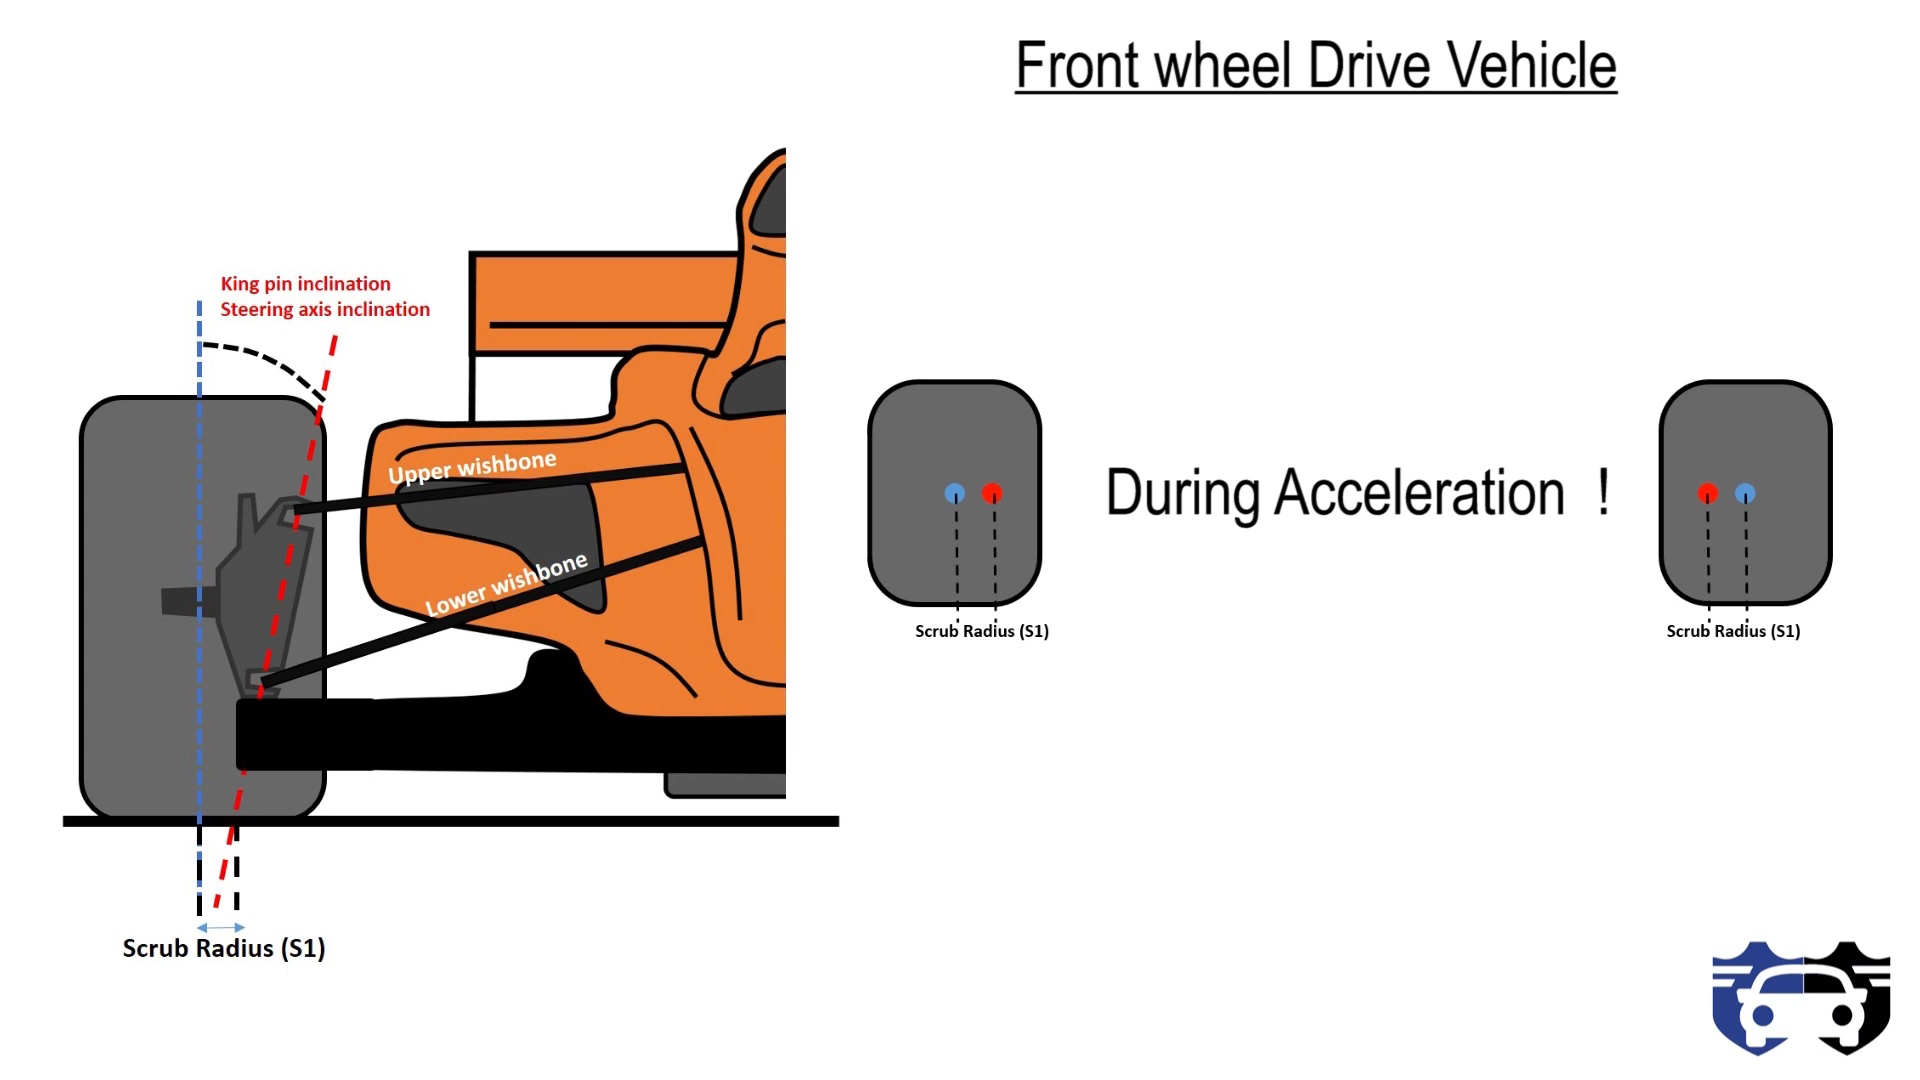 Front wheel Drive Vehicle
King pin inclination
Steering axis inclination
Upper wishbone
Lower wishbone
During Acceleration !
Scrub Radius (S1)
Scrub Radius (S1)
Scrub Radius (S1)